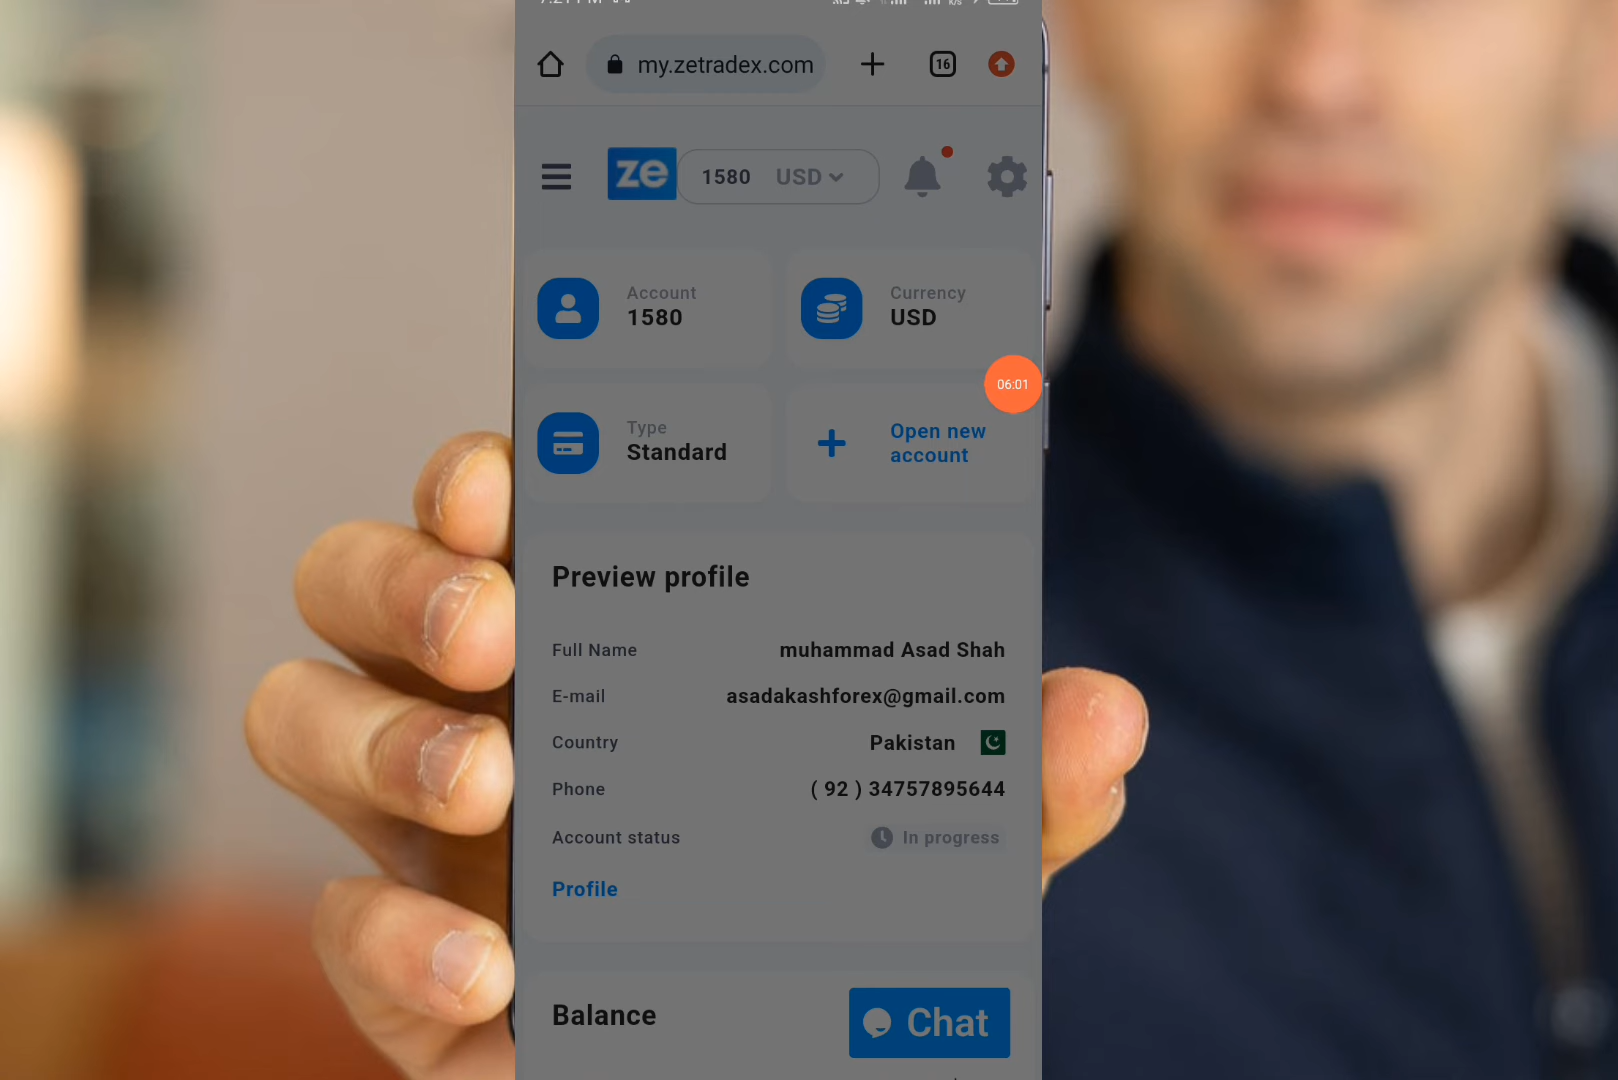 my.zetradex.com
16
ze
1580 USD
Account
1580
Currency
USD
06:01
Type
Standard
Open new
account
Preview profile
Full Name muhammad Asad Shah
E-mail asadakashforex@gmail.com
Country Pakistan
Phone ( 92 ) 34757895644
Account status In progress
Profile
Balance
Chat